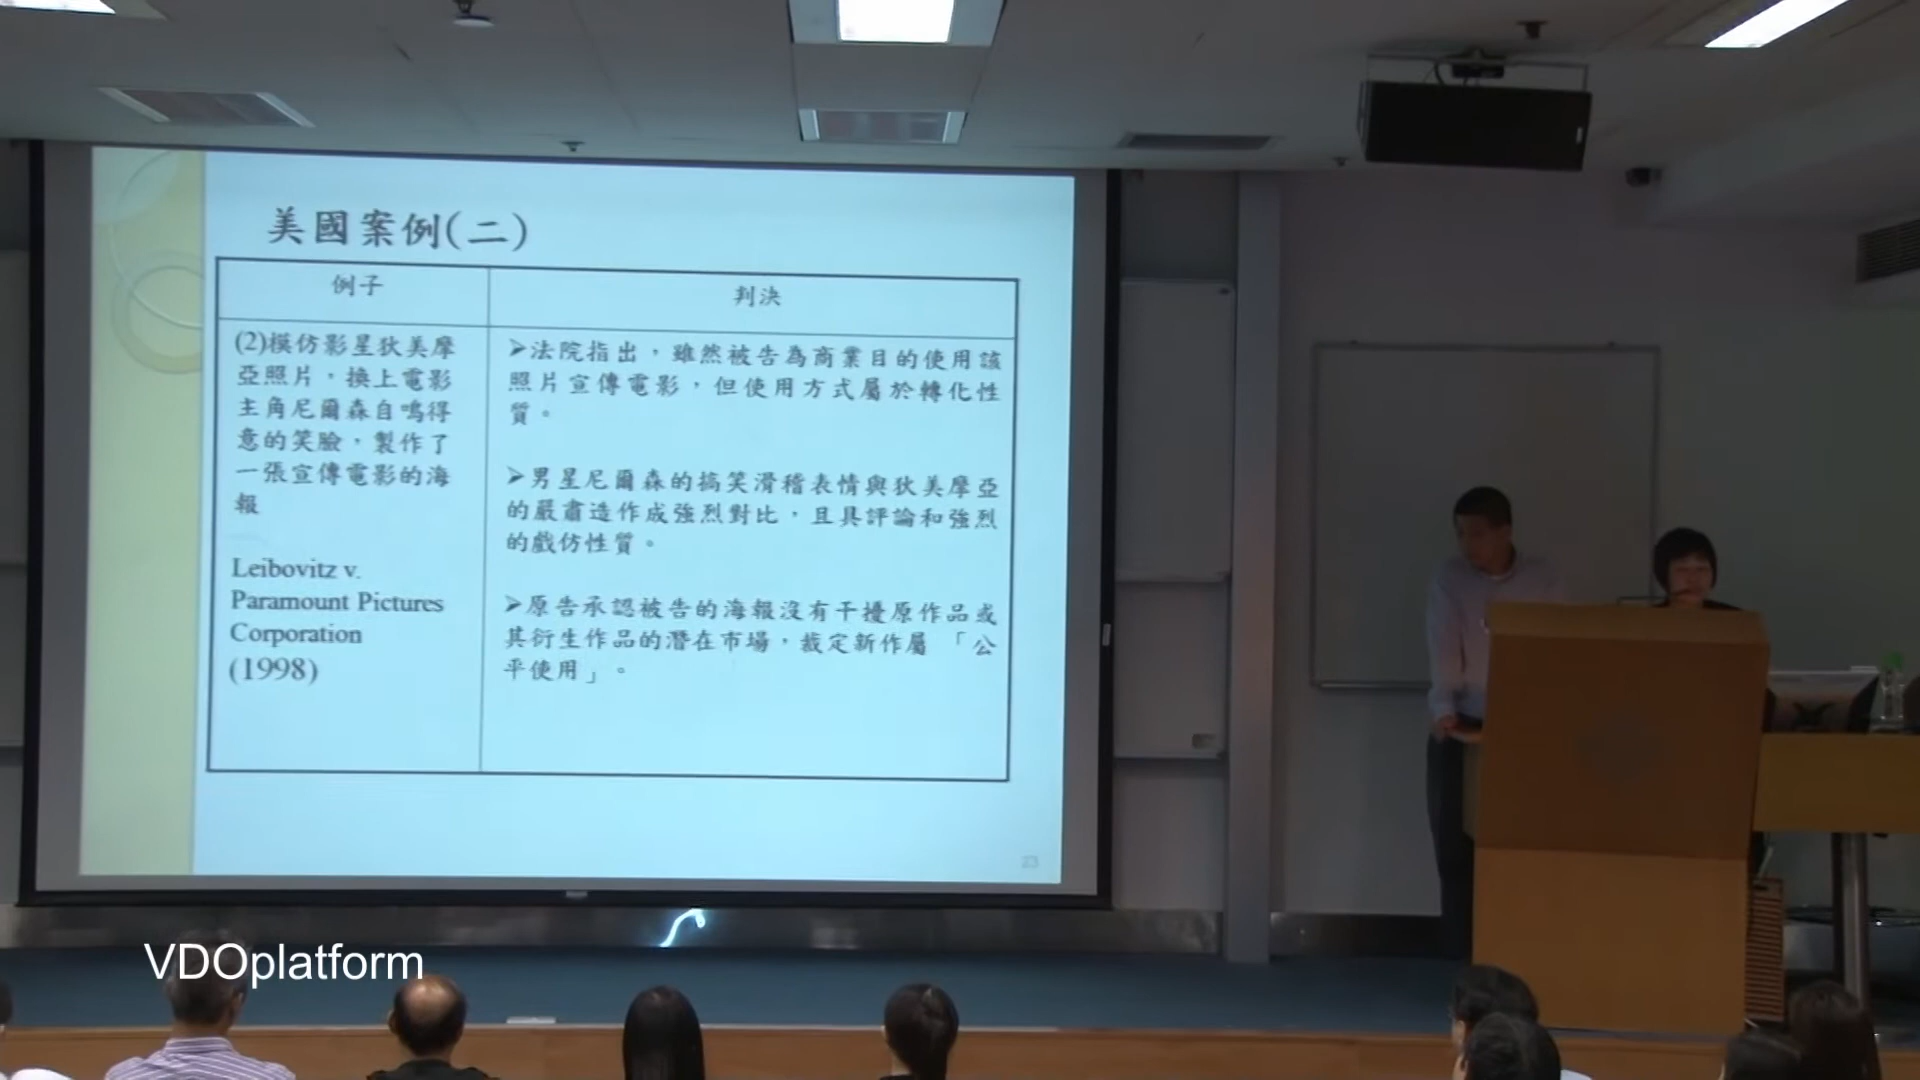 美國案例(二)
例子
判決
(2)模仿影星狄美摩
亞照片，換上電影
主角尼爾森自鳴得
意的笑臉，製作了
一張宣傳電影的海
報
Leibovitz v.
Paramount Pictures
Corporation
(1998)
➢法院指出，雖然被告為商業目的使用該
照片宣傳電影，但使用方式屬於轉化性
質。
➢男星尼爾森的搞笑滑稽表情與狄美摩亞
的嚴肅造作成強烈對比，且具評論和強烈
的戲仿性質。
➢原告承認被告的海報沒有干擾原作品或
其衍生作品的潛在市場，裁定新作屬「公
平使用」。
23
VDOplatform